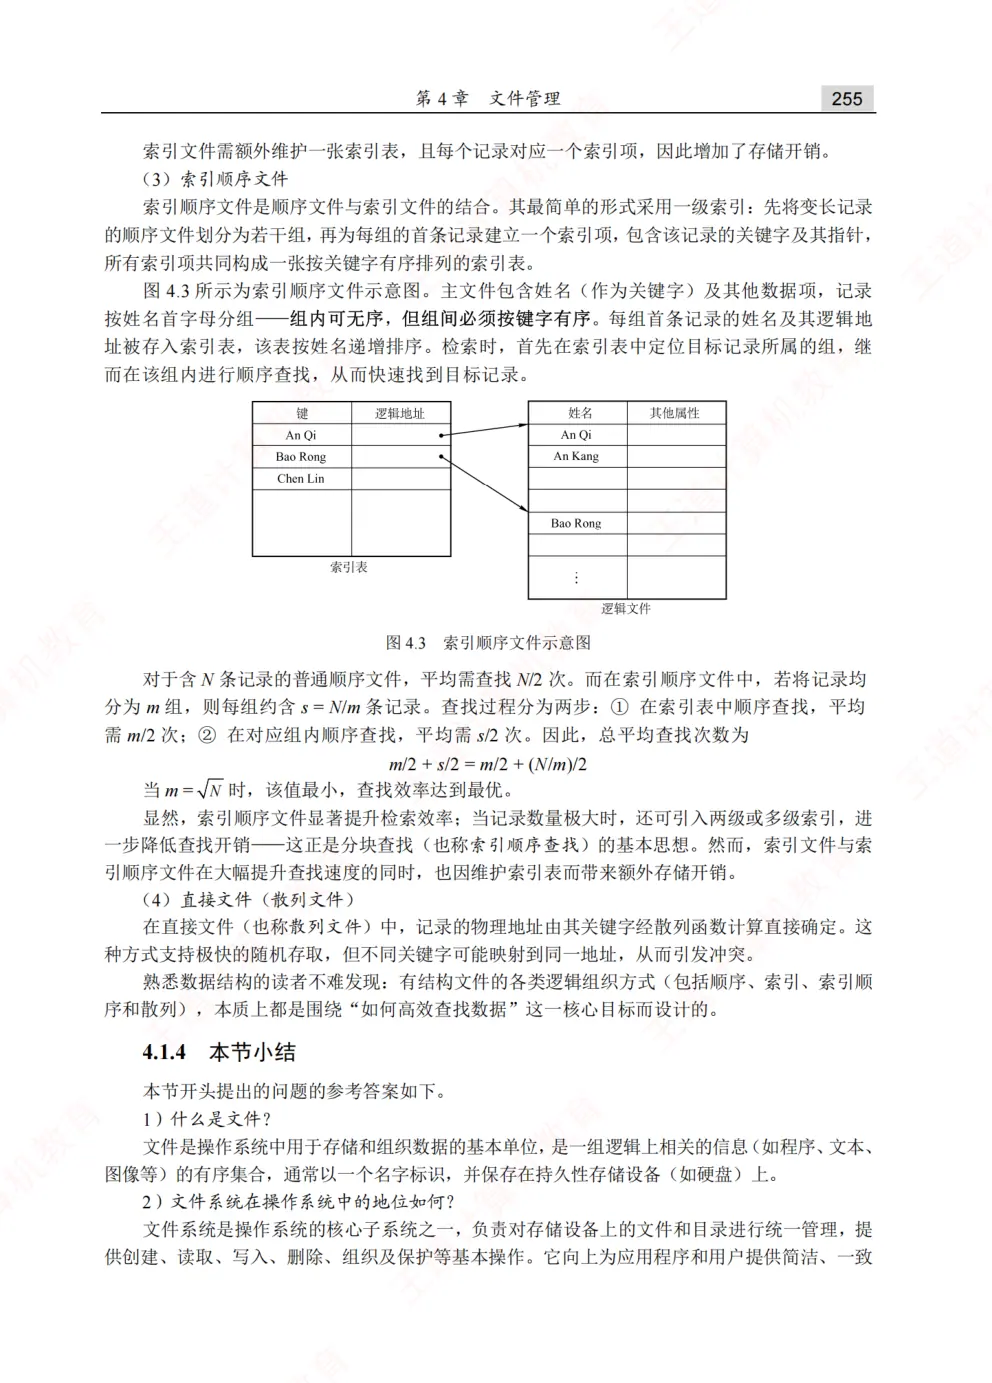 第 4 章　文件管理
255
索引文件需额外维护一张索引表，且每个记录对应一个索引项，因此增加了存储开销。
（3）索引顺序文件
索引顺序文件是顺序文件与索引文件的结合。其最简单的形式采用一级索引：先将变长记录
的顺序文件划分为若干组，再为每组的首条记录建立一个索引项，包含该记录的关键字及其指针，
所有索引项共同构成一张按关键字有序排列的索引表。
图 4.3 所示为索引顺序文件示意图。主文件包含姓名（作为关键字）及其他数据项，记录
按姓名首字母分组——组内可无序，但组间必须按键字有序。每组首条记录的姓名及其逻辑地
址被存入索引表，该表按姓名递增排序。检索时，首先在索引表中定位目标记录所属的组，继
而在该组内进行顺序查找，从而快速找到目标记录。
键　逻辑地址
An Qi
Bao Rong
Chen Lin
索引表
姓名　其他属性
An Qi
An Kang
Bao Rong
⋮
逻辑文件
图 4.3　索引顺序文件示意图
对于含 N 条记录的普通顺序文件，平均需查找 N/2 次。而在索引顺序文件中，若将记录均
分为 m 组，则每组约含 s = N/m 条记录。查找过程分为两步：① 在索引表中顺序查找，平均
需 m/2 次；② 在对应组内顺序查找，平均需 s/2 次。因此，总平均查找次数为
m/2 + s/2 = m/2 + (N/m)/2
当 m = √N 时，该值最小，查找效率达到最优。
显然，索引顺序文件显著提升检索效率；当记录数量极大时，还可引入两级或多级索引，进
一步降低查找开销——这正是分块查找（也称索引顺序查找）的基本思想。然而，索引文件与索
引顺序文件在大幅提升查找速度的同时，也因维护索引表而带来额外存储开销。
（4）直接文件（散列文件）
在直接文件（也称散列文件）中，记录的物理地址由其关键字经散列函数计算直接确定。这
种方式支持极快的随机存取，但不同关键字可能映射到同一地址，从而引发冲突。
熟悉数据结构的读者不难发现：有结构文件的各类逻辑组织方式（包括顺序、索引、索引顺
序和散列），本质上都是围绕“如何高效查找数据”这一核心目标而设计的。
4.1.4　本节小结
本节开头提出的问题的参考答案如下。
1）什么是文件？
文件是操作系统中用于存储和组织数据的基本单位，是一组逻辑上相关的信息（如程序、文本、
图像等）的有序集合，通常以一个名字标识，并保存在持久性存储设备（如硬盘）上。
2）文件系统在操作系统中的地位如何？
文件系统是操作系统的核心子系统之一，负责对存储设备上的文件和目录进行统一管理，提
供创建、读取、写入、删除、组织及保护等基本操作。它向上为应用程序和用户提供简洁、一致